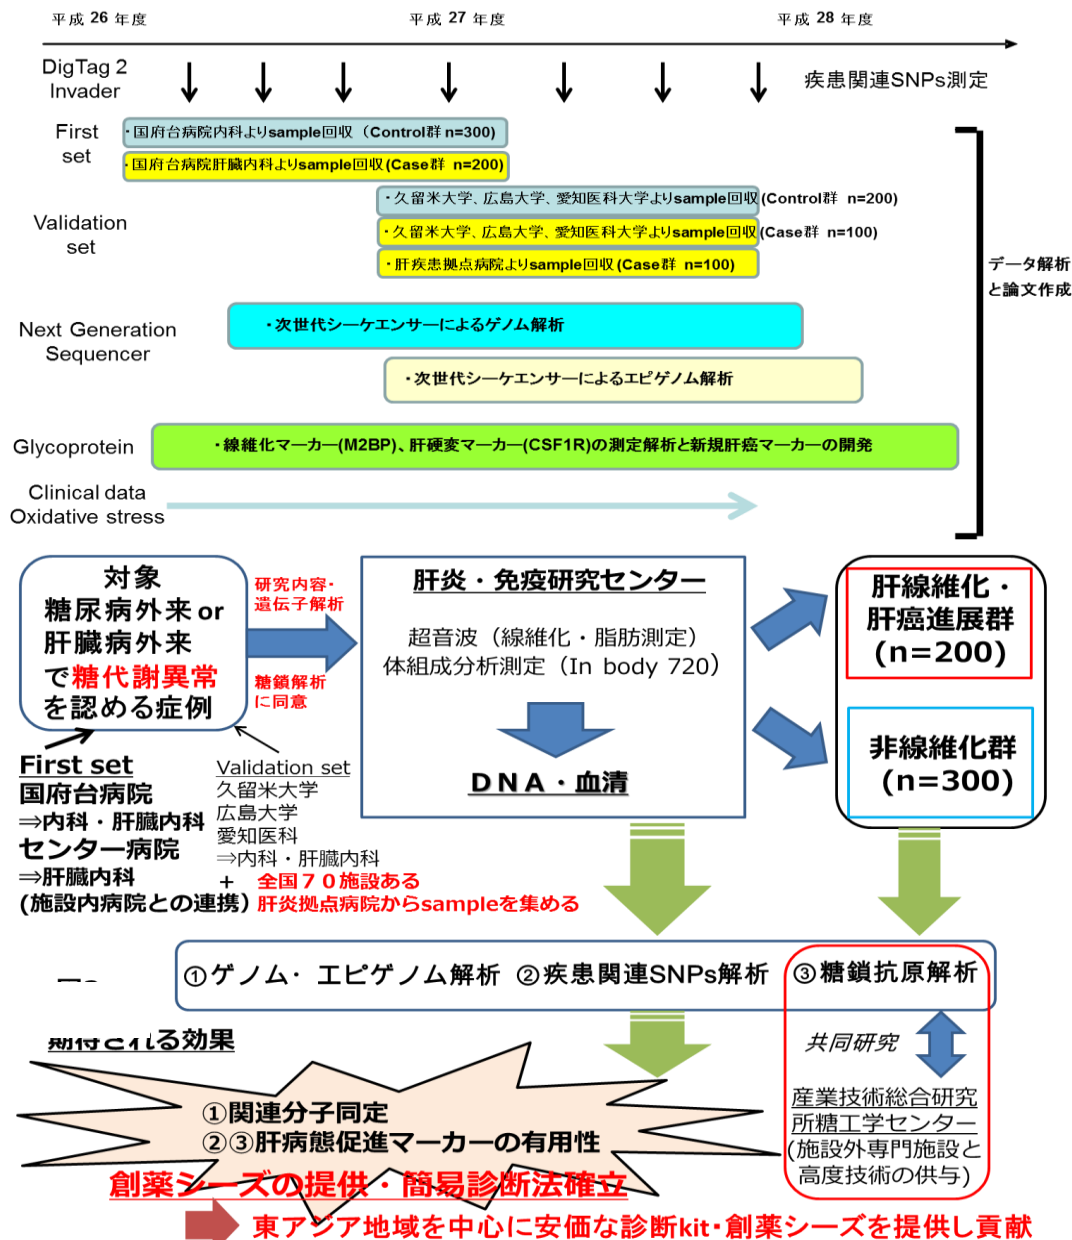 平成 26 年度
平成 27 年度
平成 28 年度
DigTag 2
Invader
疾患関連SNPs測定
First
set
・国府台病院内科よりsample回収（Control群 n=300)
・国府台病院肝臓内科よりsample回収(Case群 n=200)
Validation
set
・久留米大学、広島大学、愛知医科大学よりsample回収(Control群 n=200)
・久留米大学、広島大学、愛知医科大学よりsample回収(Case群 n=100)
・肝疾患拠点病院よりsample回収(Case群 n=100)
データ解析
と論文作成
Next Generation
Sequencer
・次世代シーケエンサーによるゲノム解析
・次世代シーケエンサーによるエピゲノム解析
Glycoprotein
・線維化マーカー(M2BP)、肝硬変マーカー(CSF1R)の測定解析と新規肝癌マーカーの開発
Clinical data
Oxidative stress
対象
糖尿病外来 or
肝臓病外来
で糖代謝異常
を認める症例
研究内容・
遺伝子解析
糖鎖解析
に同意
肝炎・免疫研究センター
超音波（線維化・脂肪測定）
体組成分析測定（In body 720）
ＤＮＡ・血清
肝線維化・
肝癌進展群
(n=200)
非線維化群
(n=300)
First set
国府台病院
⇒内科・肝臓内科
センター病院
⇒肝臓内科
(施設内病院との連携)
Validation set
久留米大学
広島大学
愛知医科
⇒内科・肝臓内科
＋ 全国７０施設ある
肝炎拠点病院からsampleを集める
①ゲノム・エピゲノム解析 ②疾患関連SNPs解析 ③糖鎖抗原解析
期待される効果
共同研究
①関連分子同定
②③肝病態促進マーカーの有用性
産業技術総合研究
所糖工学センター
(施設外専門施設と
高度技術の供与)
創薬シーズの提供・簡易診断法確立
東アジア地域を中心に安価な診断kit・創薬シーズを提供し貢献